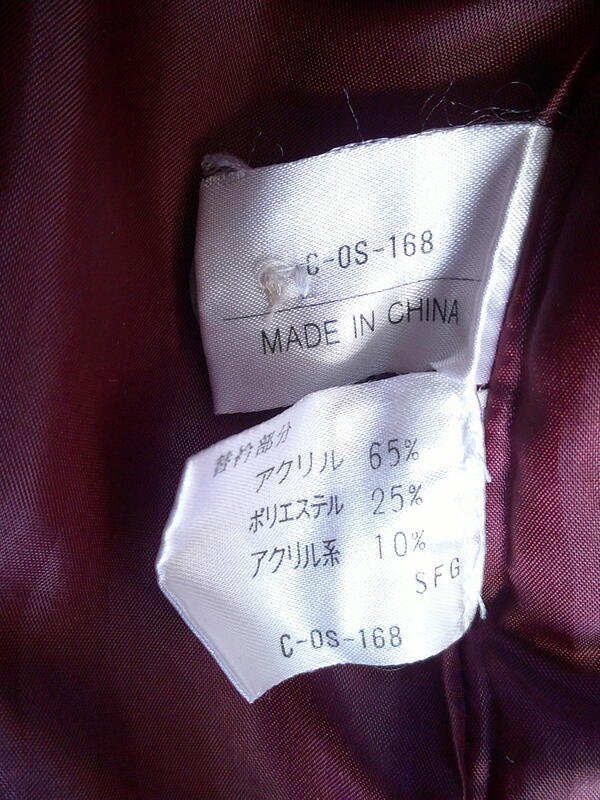 C-OS-168
MADE IN CHINA
替衿部分
アクリル 65%
ポリエステル 25%
アクリル系 10%
SFG
C-OS-168